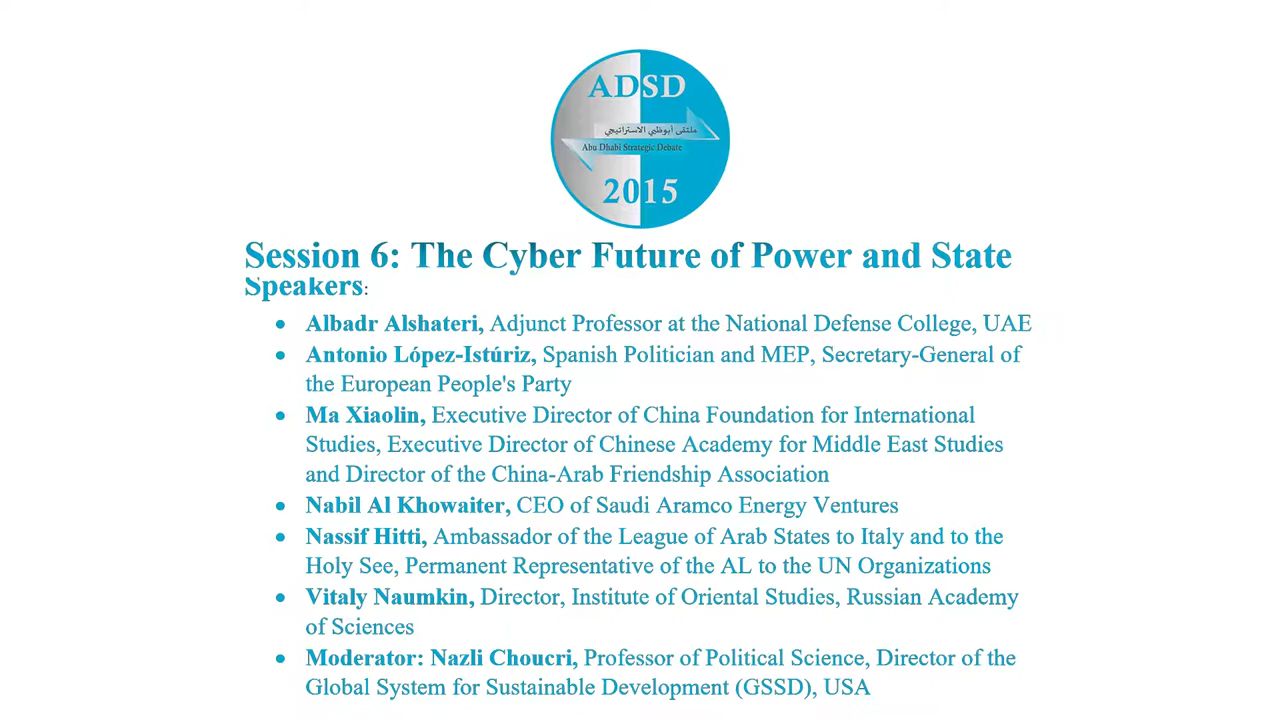 ADSD
ملتقى أبوظبي الاستراتيجي
Abu Dhabi Strategic Debate
2015
Session 6: The Cyber Future of Power and State
Speakers:
• Albadr Alshateri, Adjunct Professor at the National Defense College, UAE
• Antonio López-Istúriz, Spanish Politician and MEP, Secretary-General of
the European People's Party
• Ma Xiaolin, Executive Director of China Foundation for International
Studies, Executive Director of Chinese Academy for Middle East Studies
and Director of the China-Arab Friendship Association
• Nabil Al Khowaiter, CEO of Saudi Aramco Energy Ventures
• Nassif Hitti, Ambassador of the League of Arab States to Italy and to the
Holy See, Permanent Representative of the AL to the UN Organizations
• Vitaly Naumkin, Director, Institute of Oriental Studies, Russian Academy
of Sciences
• Moderator: Nazli Choucri, Professor of Political Science, Director of the
Global System for Sustainable Development (GSSD), USA